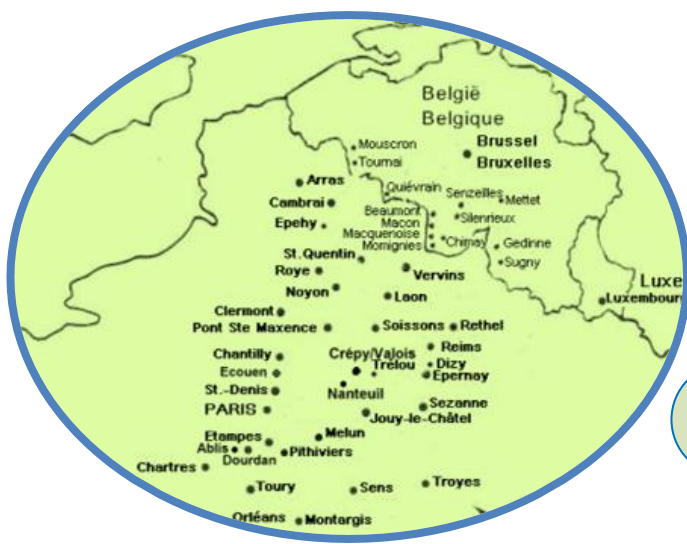 België
Belgique
Brussel
Bruxelles
Mouscron
Tournai
Arras
Quiévrain
Senzeilles
Mettet
Cambrai
Beaumont
Silenrieux
Epehy
Macon
Macquenoise
Momignies
Chimay
Gedinne
St.Quentin
Sugny
Roye
Vervins
Noyon
Laon
Luxe
Luxembour
Clermont
Pont Ste Maxence
Soissons
Rethel
Reims
Chantilly
Crépy/Valois
Trélou
Dizy
Ecouen
Epernay
St.-Denis
Nanteuil
PARIS
Sezanne
Jouy-le-Châtel
Etampes
Melun
Ablis
Dourdan
Pithiviers
Chartres
Toury
Sens
Troyes
Orléans
Montargis